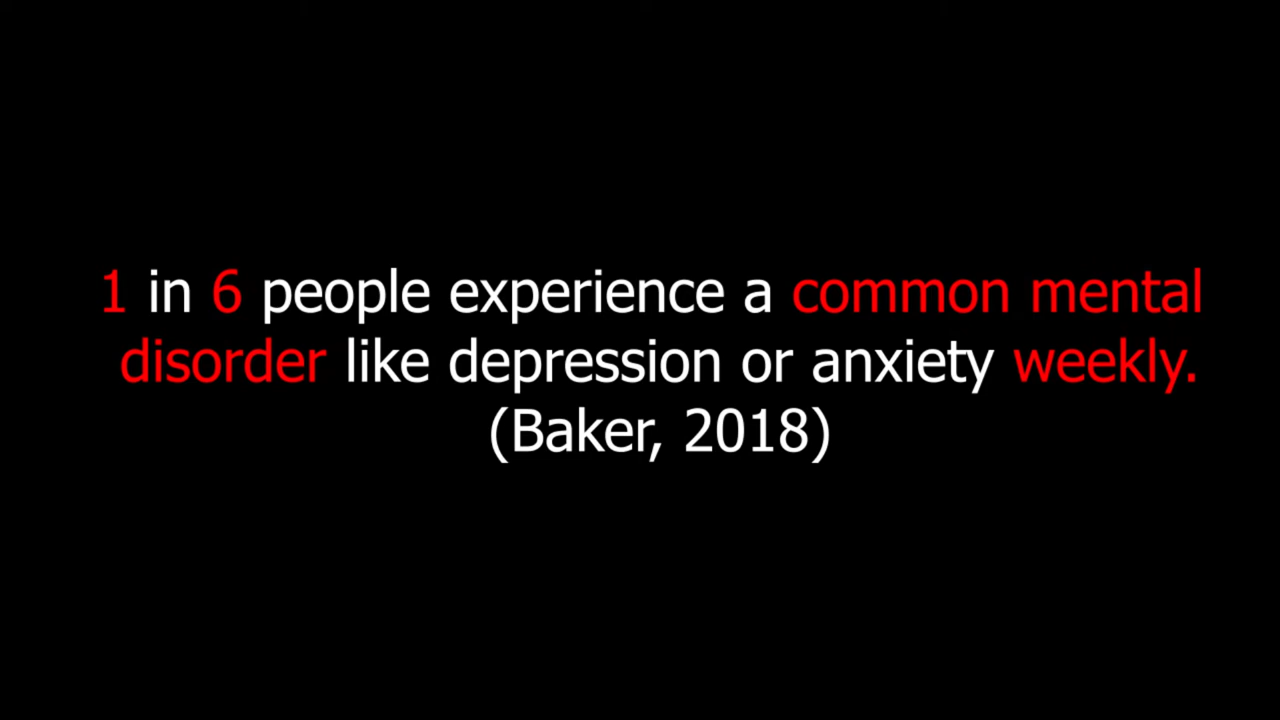 1 in 6 people experience a common mental
disorder like depression or anxiety weekly.
(Baker, 2018)